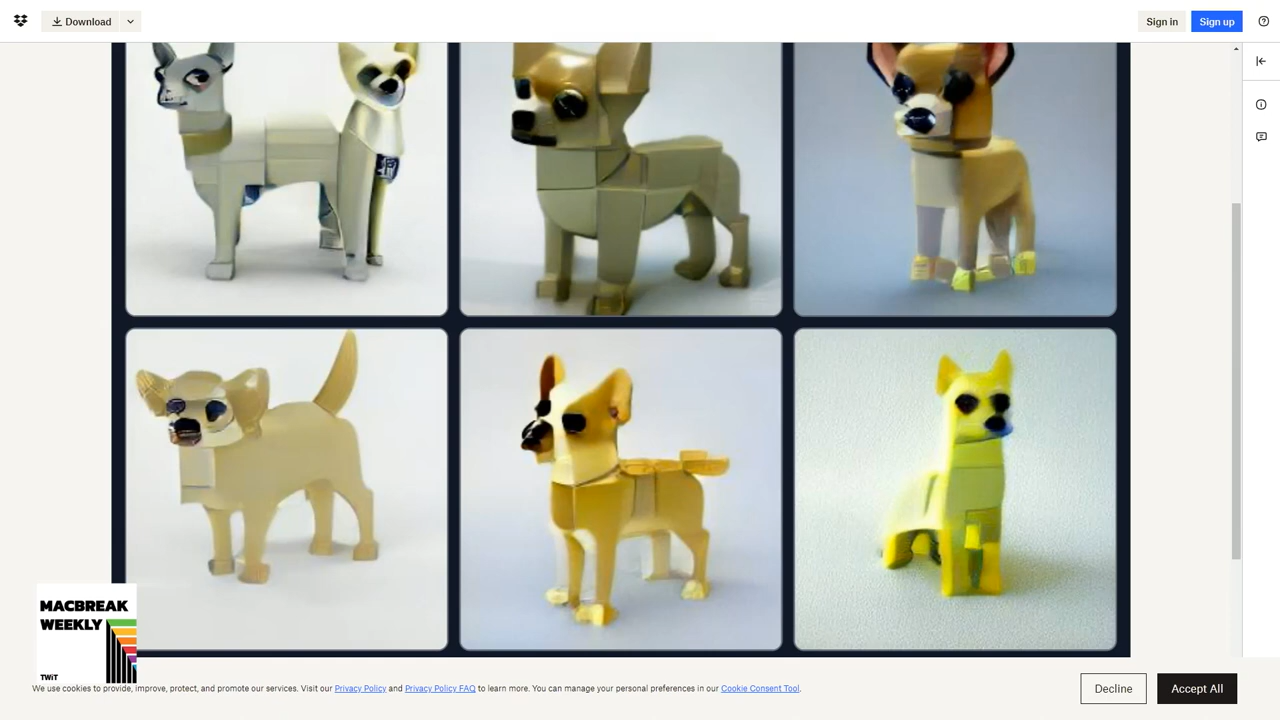 Download
Sign in
Sign up
MACBREAK
WEEKLY
TWiT
We use cookies to provide, improve, protect, and promote our services. Visit our Privacy Policy and Privacy Policy FAQ to learn more. You can manage your personal preferences in our Cookie Consent Tool.
Decline
Accept All